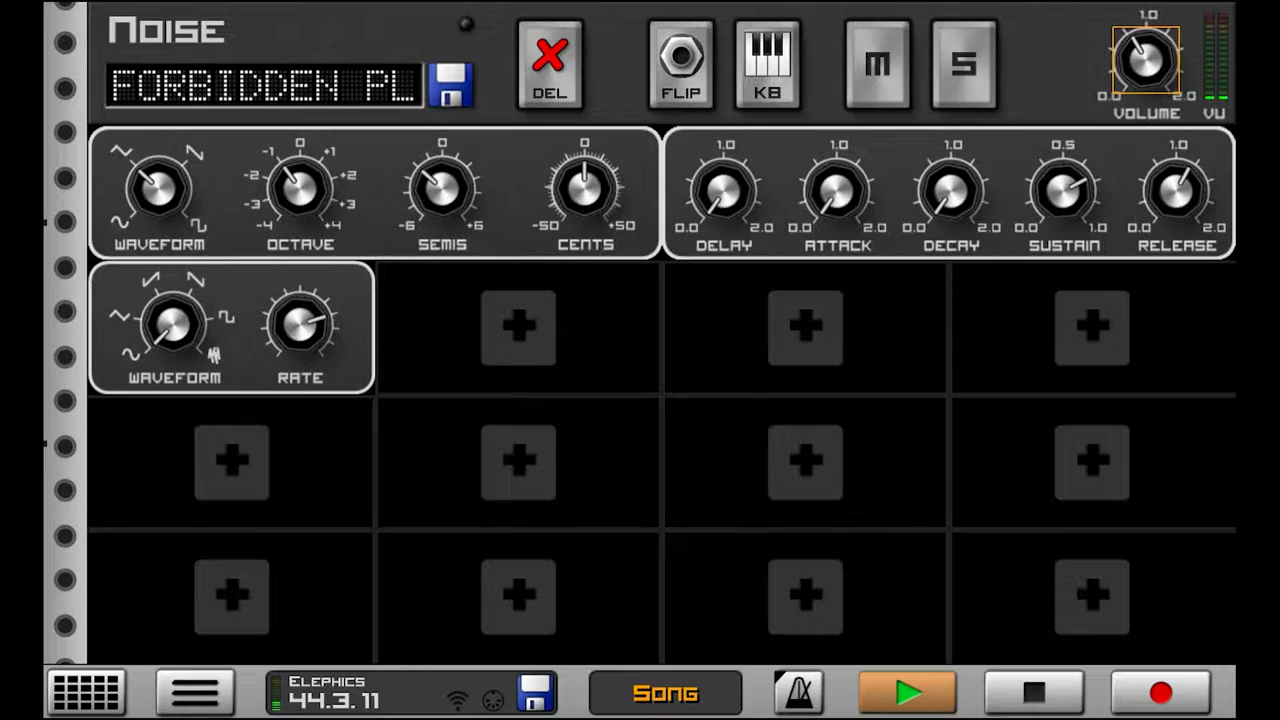 Noise
FORBIDDEN PL
DEL
FLIP
KB
M
S
1.0
0.0 2.0
VOLUME
VU
WAVEFORM
0
-1 +1
-2 +2
-3 +3
-4 +4
OCTAVE
0
-6 +6
SEMIS
0
-50 +50
CENTS
1.0
0.0 2.0
DELAY
1.0
0.0 2.0
ATTACK
1.0
0.0 2.0
DECAY
0.5
0.0 1.0
SUSTAIN
1.0
0.0 2.0
RELEASE
WAVEFORM
RATE
ELEPHICS
44.3.11
Song